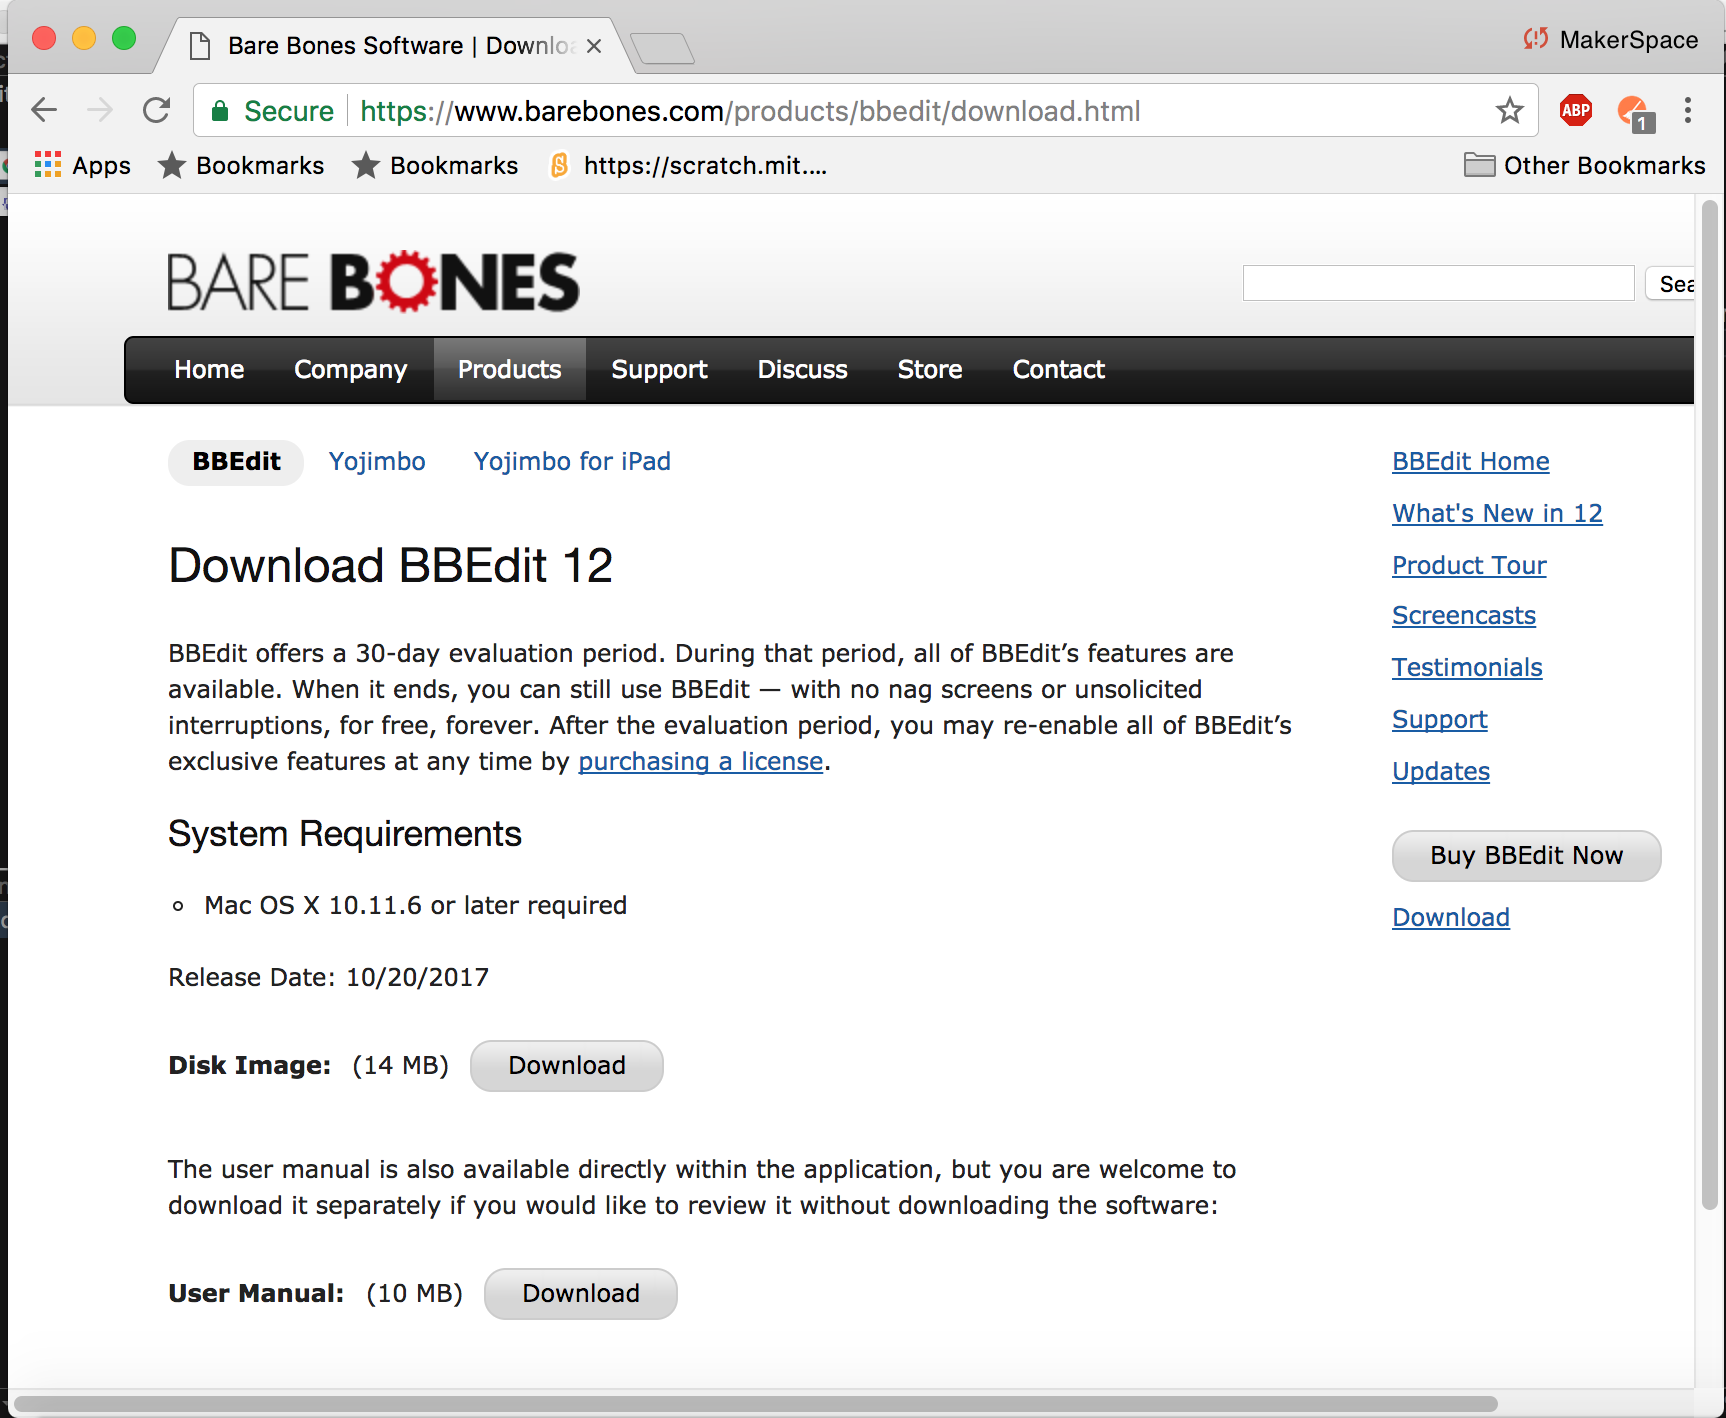 Bare Bones Software | Downloa
MakerSpace
Secure https://www.barebones.com/products/bbedit/download.html
ABP
1
Apps Bookmarks Bookmarks https://scratch.mit.... Other Bookmarks
BARE BONES
Sea
Home Company Products Support Discuss Store Contact
BBEdit Yojimbo Yojimbo for iPad
Download BBEdit 12
BBEdit offers a 30-day evaluation period. During that period, all of BBEdit’s features are
available. When it ends, you can still use BBEdit — with no nag screens or unsolicited
interruptions, for free, forever. After the evaluation period, you may re-enable all of BBEdit’s
exclusive features at any time by purchasing a license.
System Requirements
Mac OS X 10.11.6 or later required
Release Date: 10/20/2017
Disk Image: (14 MB) Download
The user manual is also available directly within the application, but you are welcome to
download it separately if you would like to review it without downloading the software:
User Manual: (10 MB) Download
BBEdit Home
What's New in 12
Product Tour
Screencasts
Testimonials
Support
Updates
Buy BBEdit Now
Download